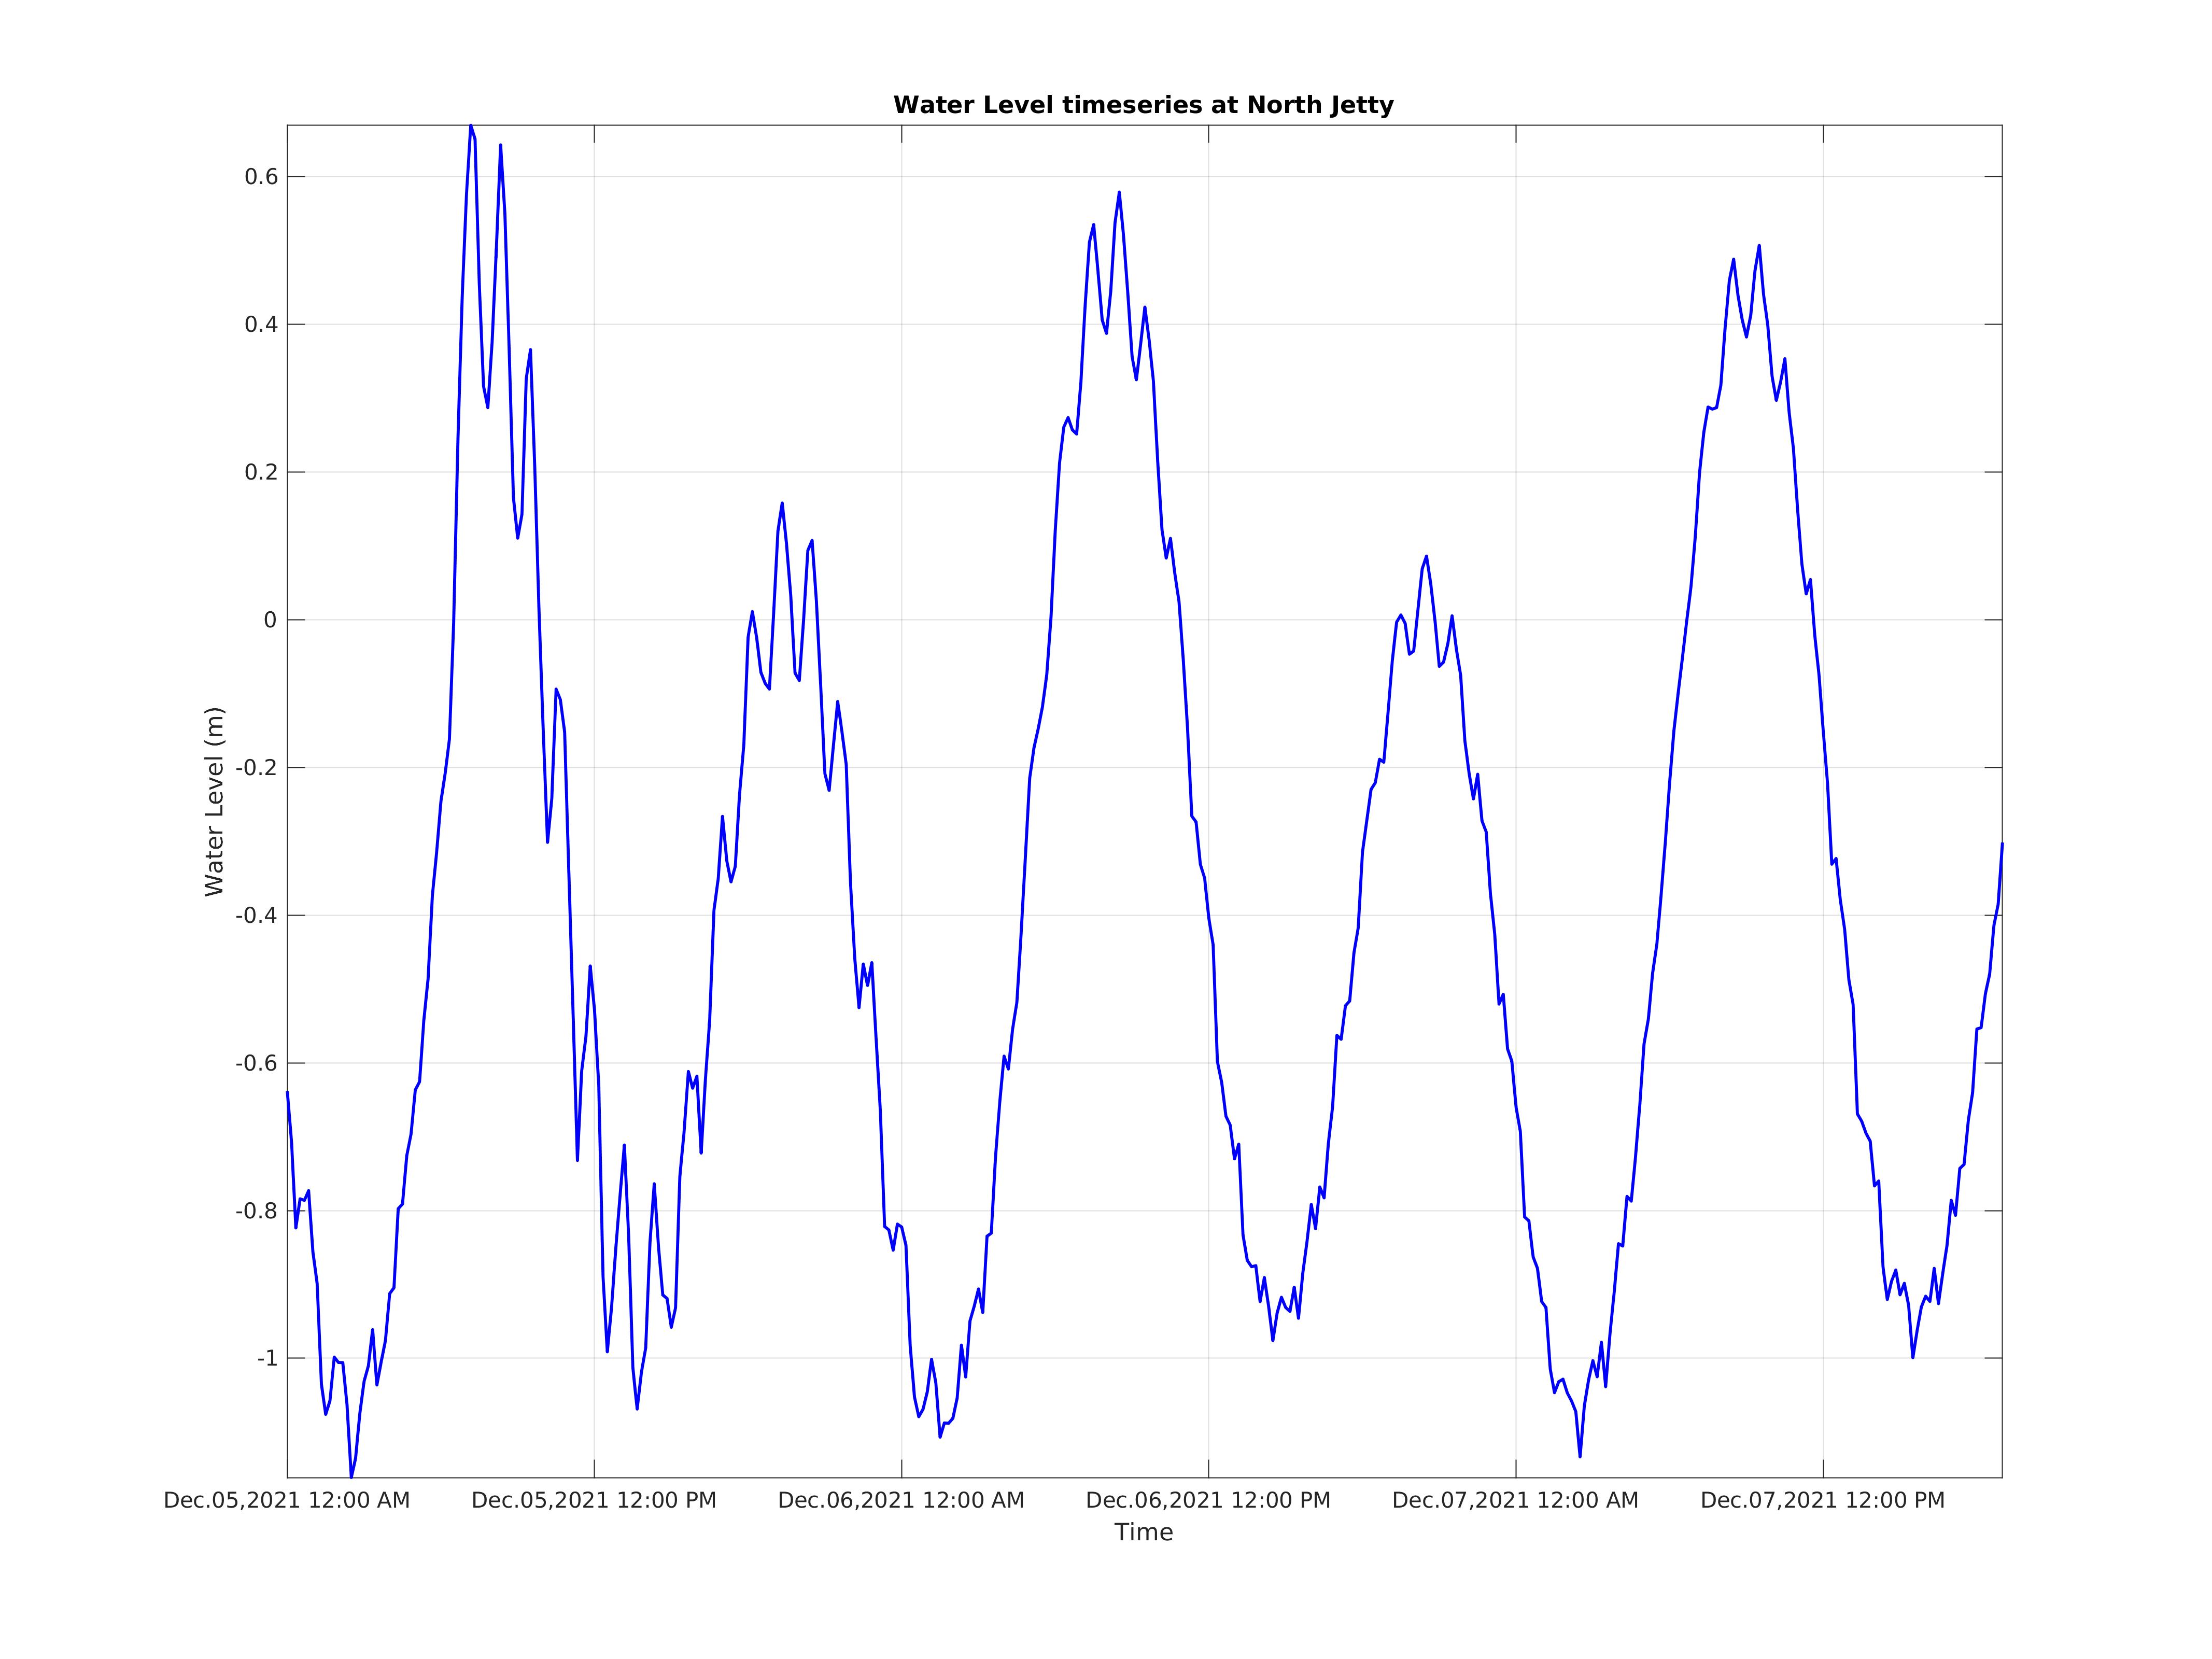 Water Level timeseries at North Jetty
0.6
0.4
0.2
0
-0.2
-0.4
-0.6
-0.8
-1
Water Level (m)
Dec.05,2021 12:00 AM Dec.05,2021 12:00 PM Dec.06,2021 12:00 AM Dec.06,2021 12:00 PM Dec.07,2021 12:00 AM Dec.07,2021 12:00 PM
Time